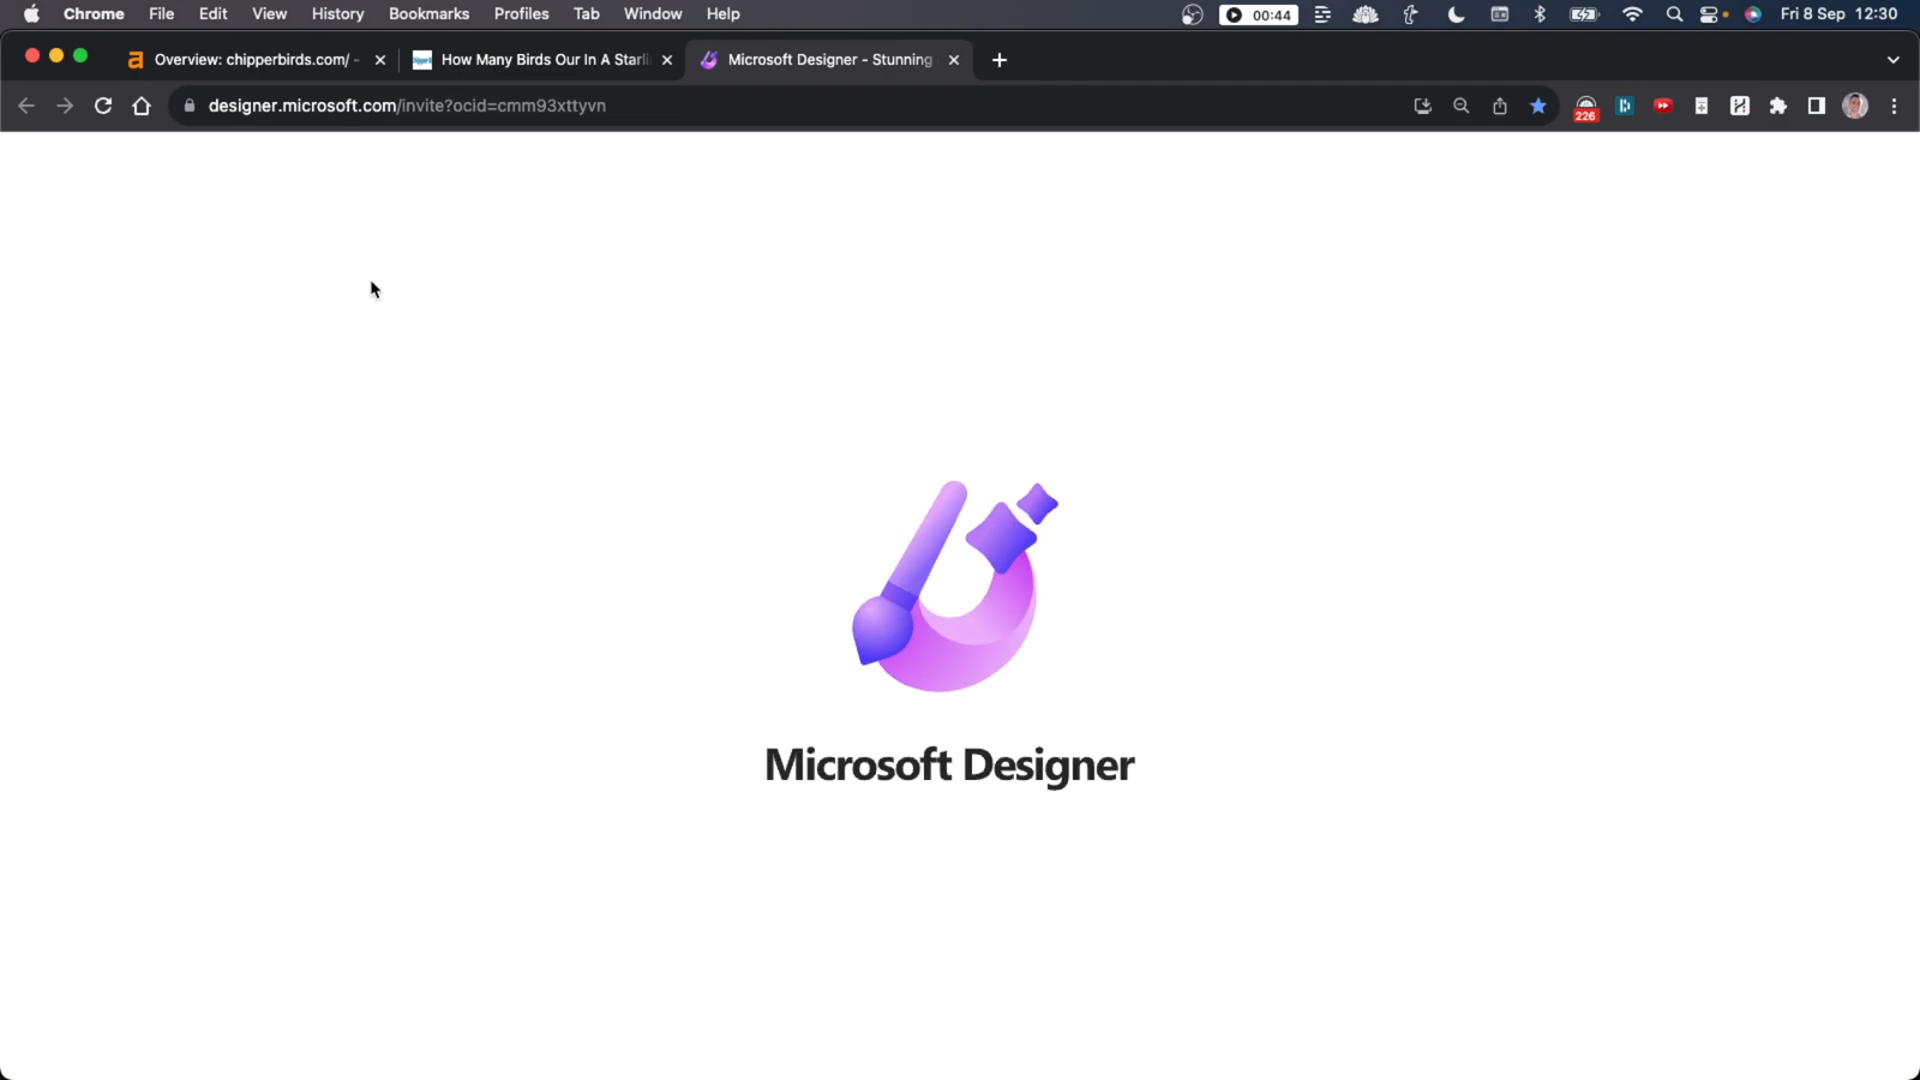 Chrome File Edit View History Bookmarks Profiles Tab Window Help 00:44 Fri 8 Sep 12:30
Overview: chipperbirds.com/ - How Many Birds Our In A Starli Microsoft Designer - Stunning
designer.microsoft.com/invite?ocid=cmm93xttyvn 226
Microsoft Designer